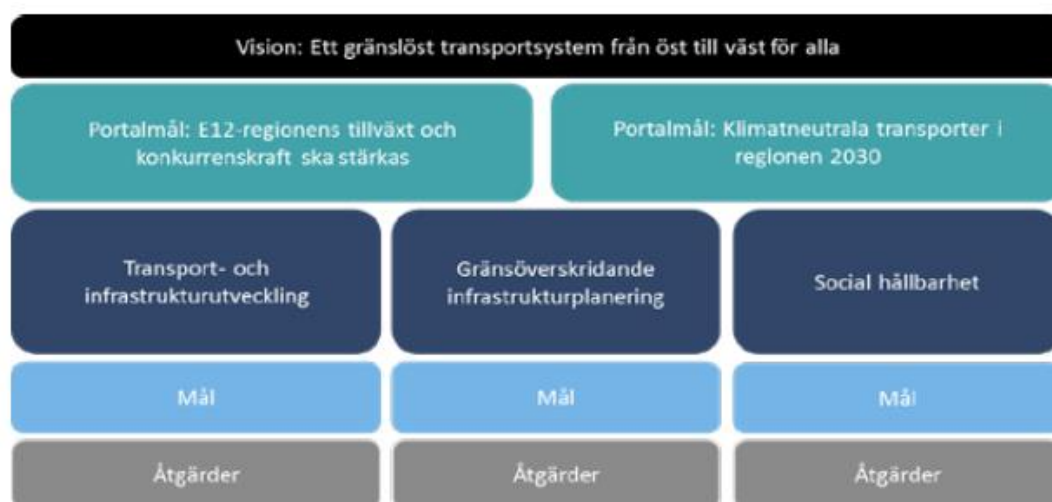 Vision: Ett gränslöst transportsystem från öst till väst för alla
Portalmål: E12-regionens tillväxt och
konkurrenskraft ska stärkas
Portalmål: Klimatneutrala transporter i
regionen 2030
Transport- och
infrastrukturutveckling
Gränsöverskridande
infrastrukturplanering
Social hållbarhet
Mål
Mål
Mål
Åtgärder
Åtgärder
Åtgärder